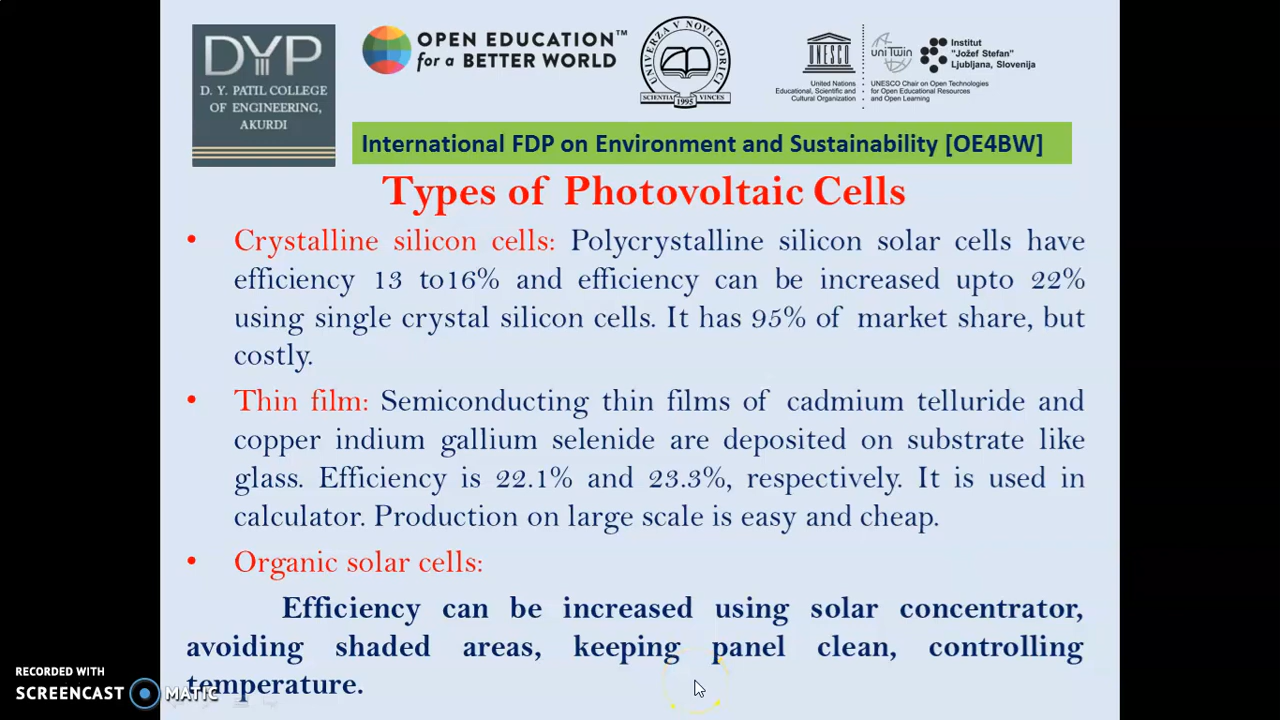 DYP
D. Y. PATIL COLLEGE
OF ENGINEERING,
AKURDI
OPEN EDUCATION™
for a BETTER WORLD
UNIVERZA V NOVI GORICI
SCIENTIA VINCES
1995
UNESCO
United Nations
Educational, Scientific and
Cultural Organization
uniTwin
Institut
"Jožef Stefan"
Ljubljana, Slovenija
UNESCO Chair on Open Technologies
for Open Educational Resources
and Open Learning
International FDP on Environment and Sustainability [OE4BW]
Types of Photovoltaic Cells
• Crystalline silicon cells: Polycrystalline silicon solar cells have
efficiency 13 to16% and efficiency can be increased upto 22%
using single crystal silicon cells. It has 95% of market share, but
costly.
• Thin film: Semiconducting thin films of cadmium telluride and
copper indium gallium selenide are deposited on substrate like
glass. Efficiency is 22.1% and 23.3%, respectively. It is used in
calculator. Production on large scale is easy and cheap.
• Organic solar cells:
Efficiency can be increased using solar concentrator,
avoiding shaded areas, keeping panel clean, controlling
temperature.
RECORDED WITH
SCREENCAST MATIC